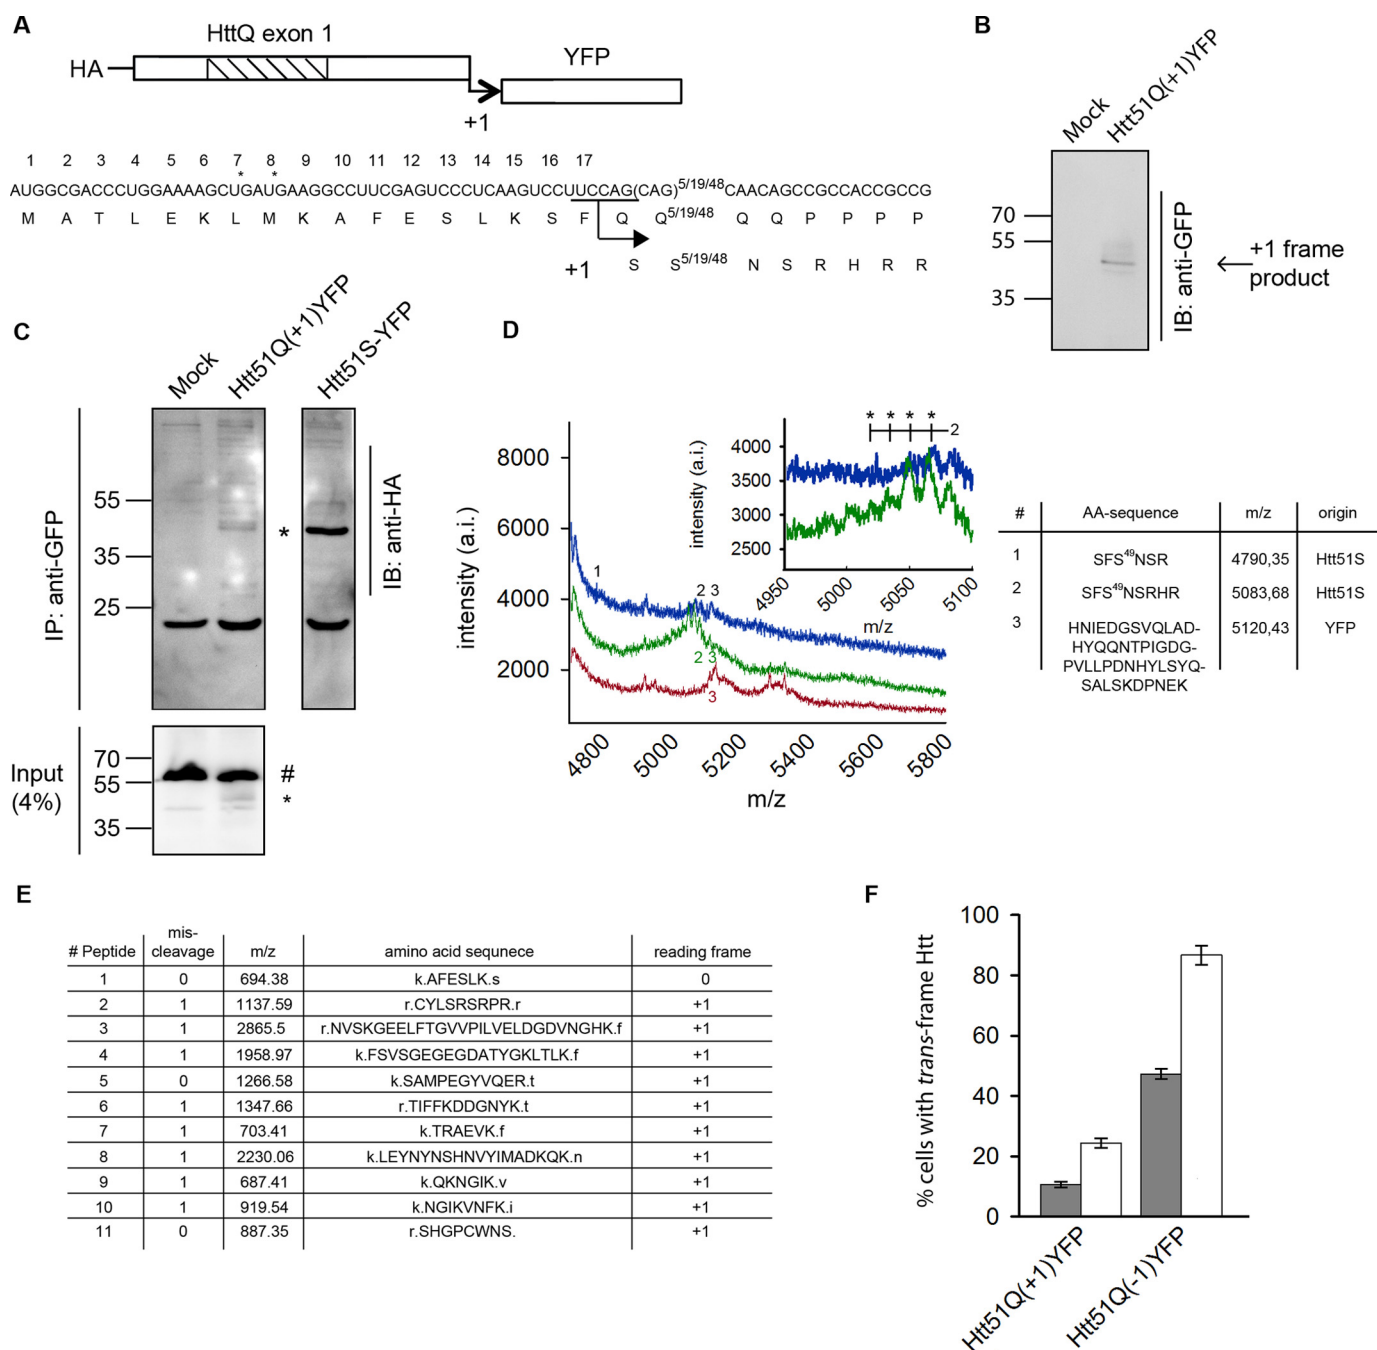 A
HttQ exon 1
HA
YFP
+1
1 2 3 4 5 6 7 8 9 10 11 12 13 14 15 16 17
* *
AUGGCGACCCUGGAAAAGCUGAUGAAGGCCUUCGAGUCCCUCAAGUCCUUCCAG(CAG)5/19/48CAACAGCCGCCACCGCCG
M A T L E K L M K A F E S L K S F Q Q5/19/48 Q Q P P P P
+1 S S5/19/48 N S R H R R
B
Mock
Htt51Q(+1)YFP
70
55
35
IB: anti-GFP
+1 frame
product
C
Mock
Htt51Q(+1)YFP
Htt51S-YFP
IP: anti-GFP
55
35
25
*
IB: anti-HA
Input
(4%)
70
55
35
#
*
D
intensity (a.i.)
8000
6000
4000
2000
1
2 3
2 3
3
4800 5000 5200 5400 5600 5800
m/z
intensity (a.i.)
4000
3500
3000
2500
* * * *
2
4950 5000 5050 5100
m/z
# AA-sequence m/z origin
1 SFS49NSR 4790,35 Htt51S
2 SFS49NSRHR 5083,68 Htt51S
3 HNIEDGSVQLAD- 5120,43 YFP
HYQQNTPIGDG-
PVLLPDNHYLSYQ-
SALSKDPNEK
E
# Peptide mis-cleavage m/z amino acid sequnece reading frame
1 0 694.38 k.AFESLK.s 0
2 1 1137.59 r.CYLSRSRPR.r +1
3 1 2865.5 r.NVSKGEELFTGVVPILVELDGDVNGHK.f +1
4 1 1958.97 k.FSVSGEGEGDATYGKLTLK.f +1
5 0 1266.58 k.SAMPEGYVQER.t +1
6 1 1347.66 r.TIFFKDDGNYK.t +1
7 1 703.41 k.TRAEVK.f +1
8 1 2230.06 k.LEYNYNSHNVYIMADKQK.n +1
9 1 687.41 k.QKNGIK.v +1
10 1 919.54 k.NGIKVNFK.i +1
11 0 887.35 r.SHGPCWNS. +1
F
% cells with trans-frame Htt
100
80
60
40
20
0
Htt51Q(+1)YFP
Htt51Q(-1)YFP